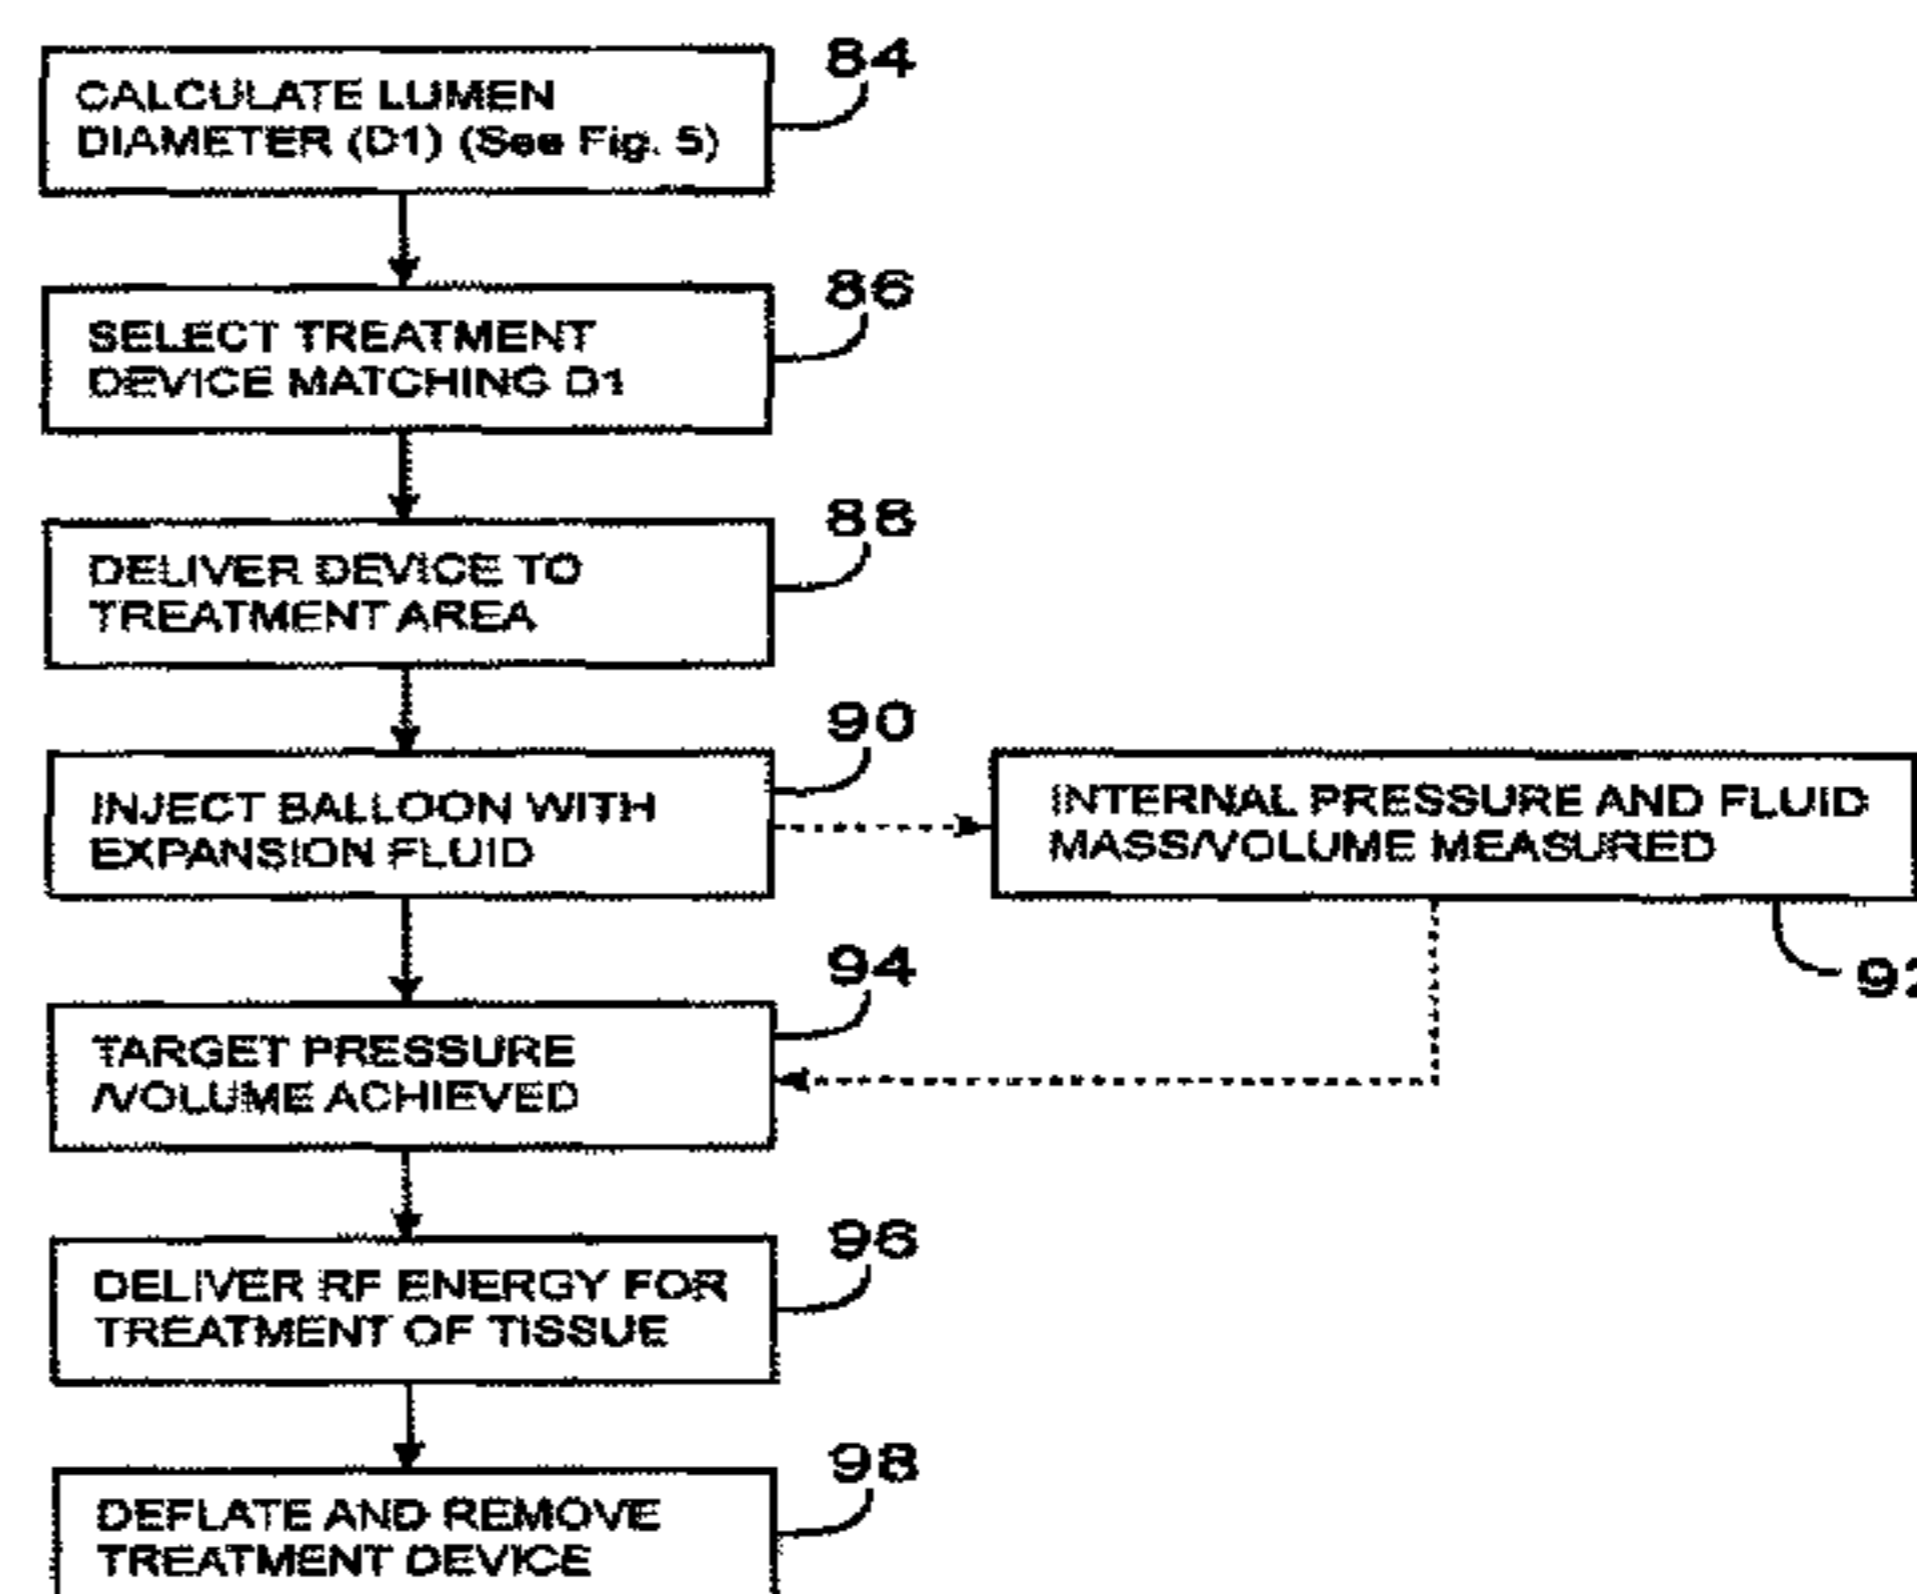 84
CALCULATE LUMEN
DIAMETER (D1) (See Fig. 5)
86
SELECT TREATMENT
DEVICE MATCHING D1
88
DELIVER DEVICE TO
TREATMENT AREA
90
INJECT BALLOON WITH
EXPANSION FLUID
INTERNAL PRESSURE AND FLUID
MASS/VOLUME MEASURED
92
94
TARGET PRESSURE
/VOLUME ACHIEVED
96
DELIVER RF ENERGY FOR
TREATMENT OF TISSUE
98
DEFLATE AND REMOVE
TREATMENT DEVICE